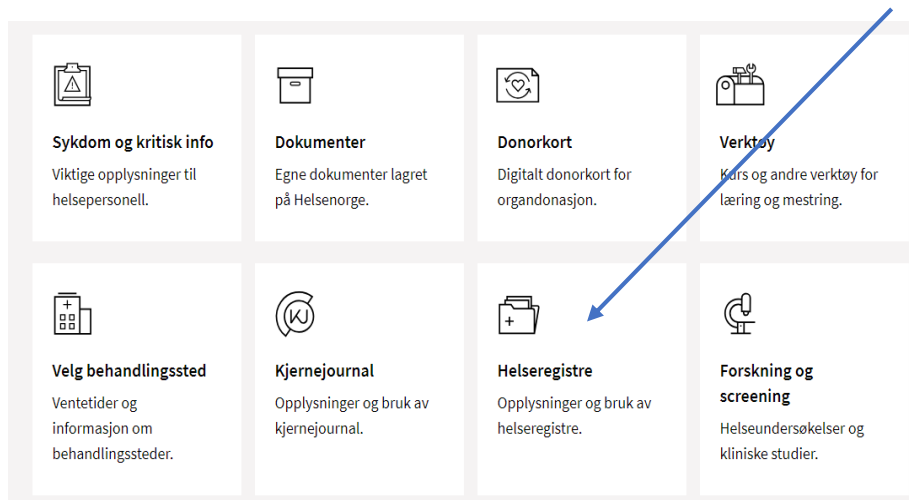 Sykdom og kritisk info
Viktige opplysninger til
helsepersonell.
Dokumenter
Egne dokumenter lagret
på Helsenorge.
Donorkort
Digitalt donorkort for
organdonasjon.
Verktøy
Kurs og andre verktøy for
læring og mestring.
Velg behandlingssted
Ventetider og
informasjon om
behandlingssteder.
KJ
Kjernejournal
Opplysninger og bruk av
kjernejournal.
Helseregistre
Opplysninger og bruk av
helseregistre.
Forskning og
screening
Helseundersøkelser og
kliniske studier.